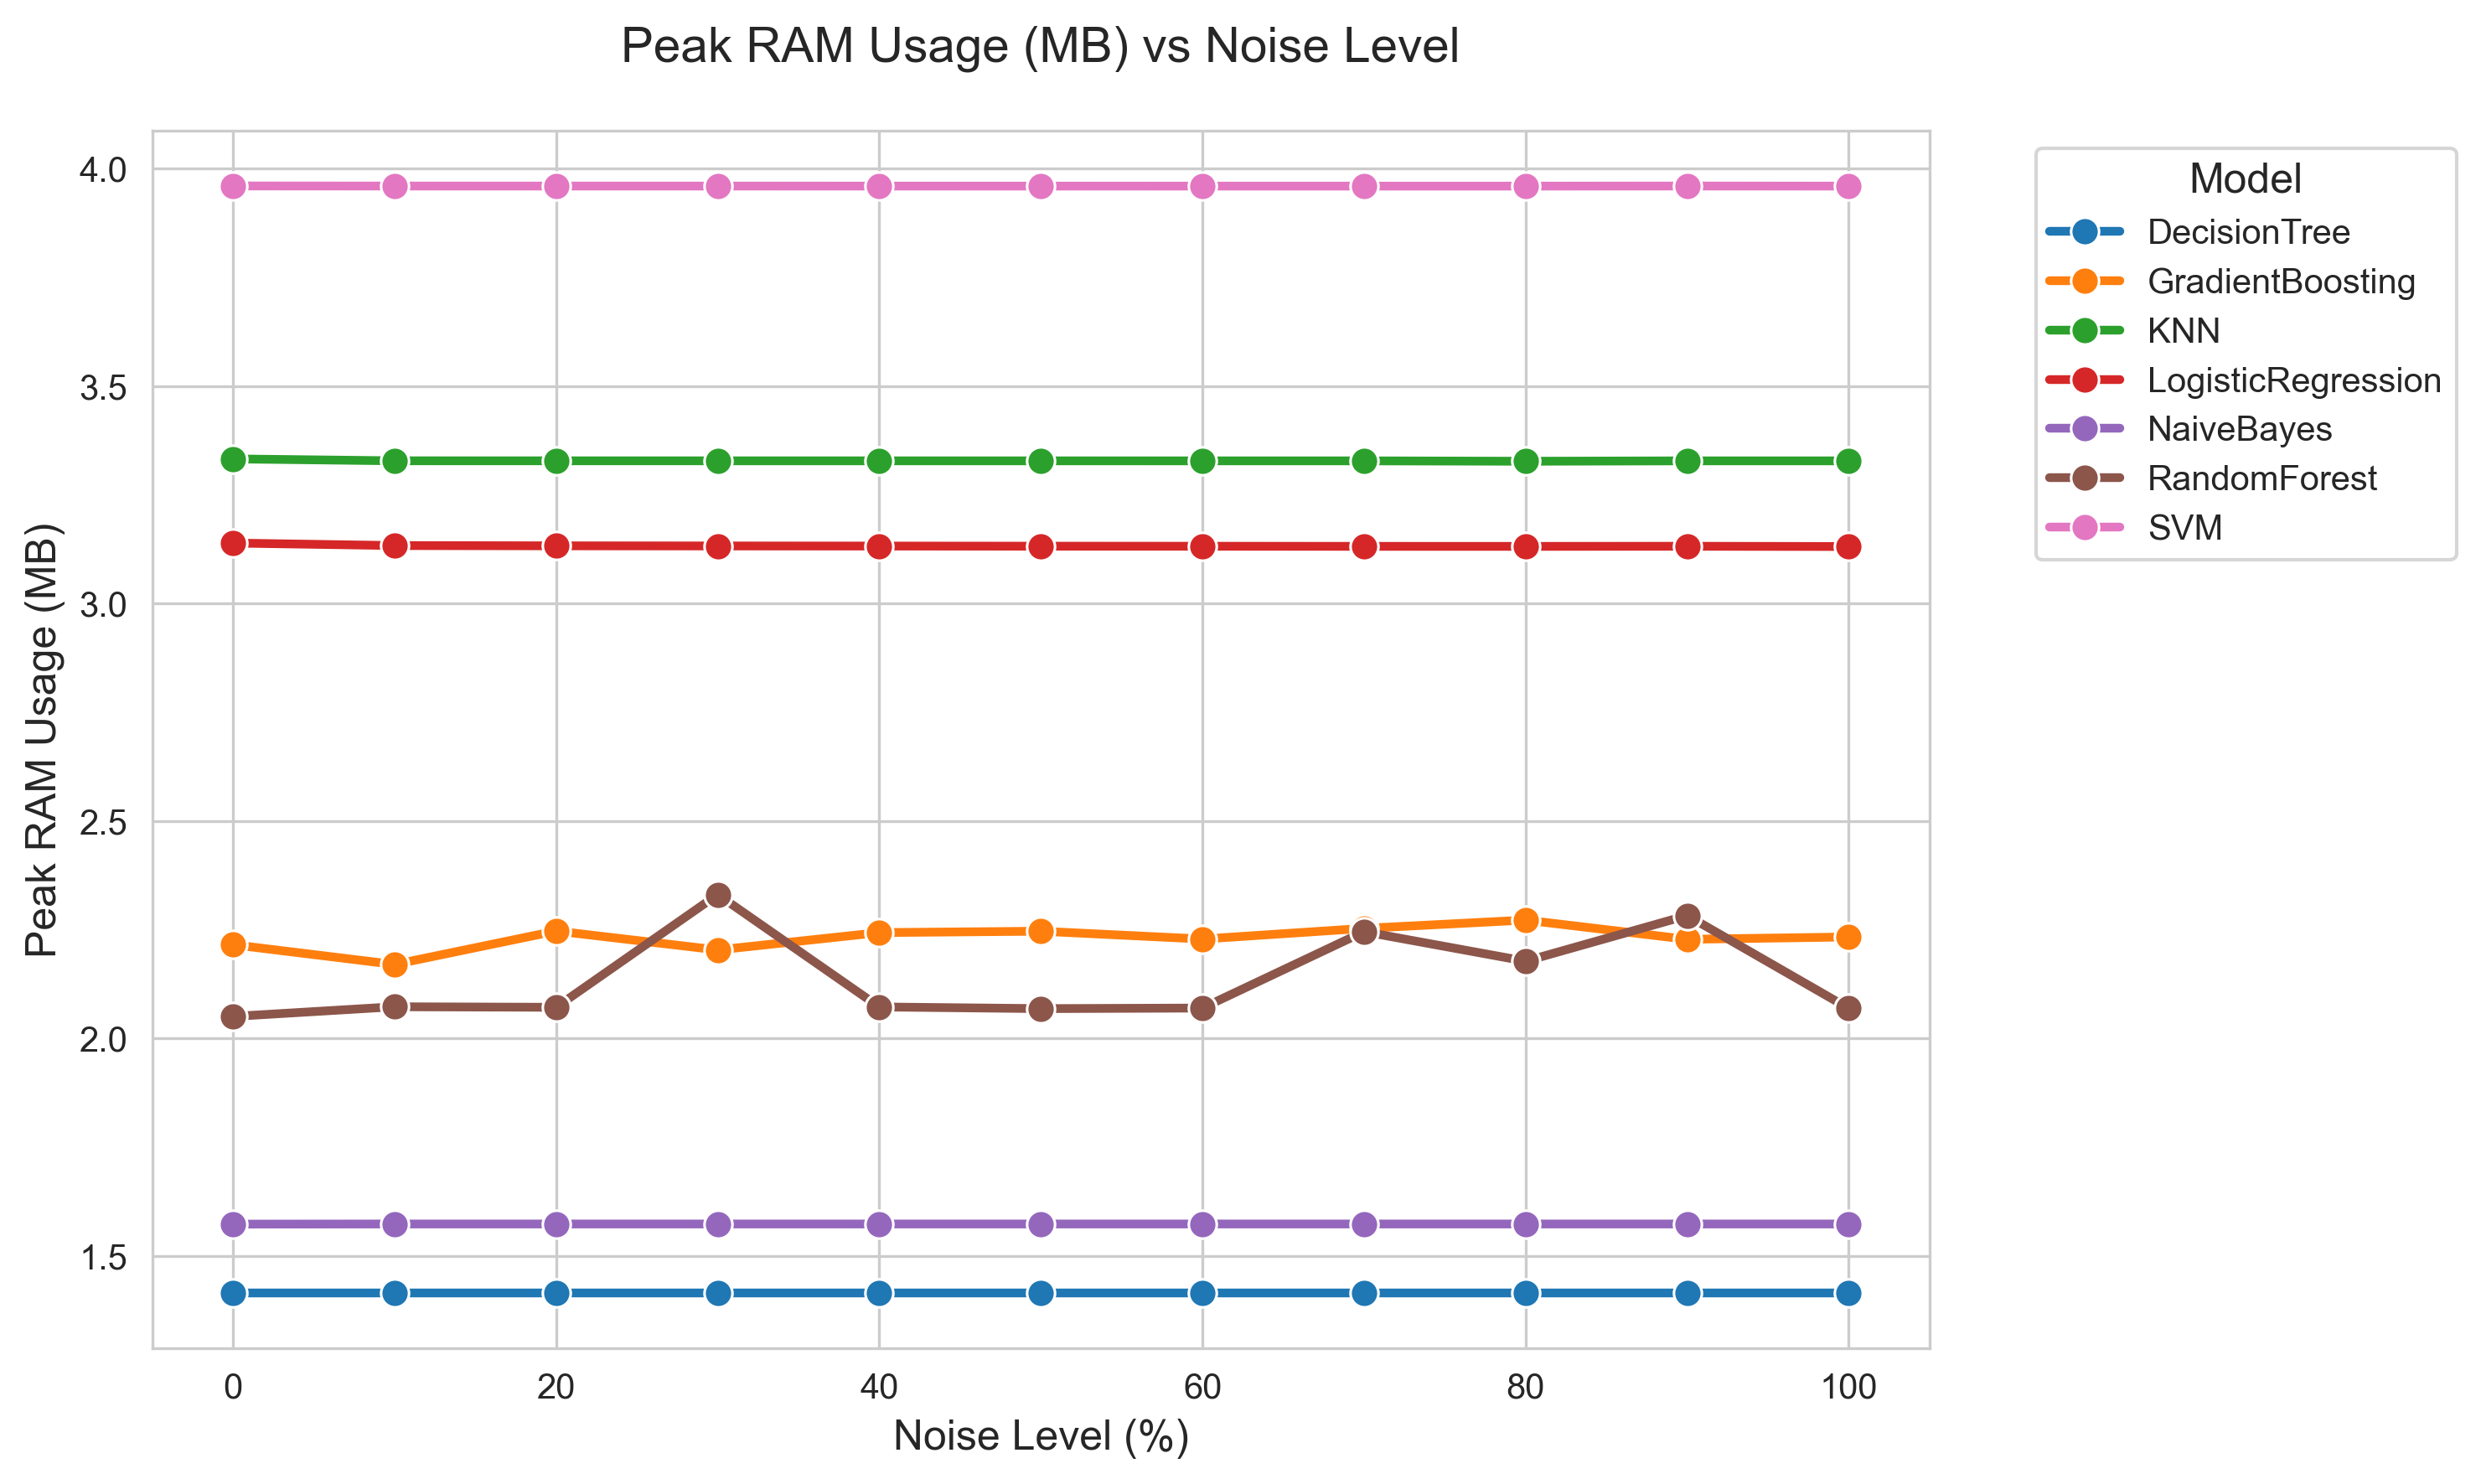 Peak RAM Usage (MB) vs Noise Level
Peak RAM Usage (MB)
4.0
3.5
3.0
2.5
2.0
1.5
0
20
40
60
80
100
Noise Level (%)
Model
DecisionTree
GradientBoosting
KNN
LogisticRegression
NaiveBayes
RandomForest
SVM